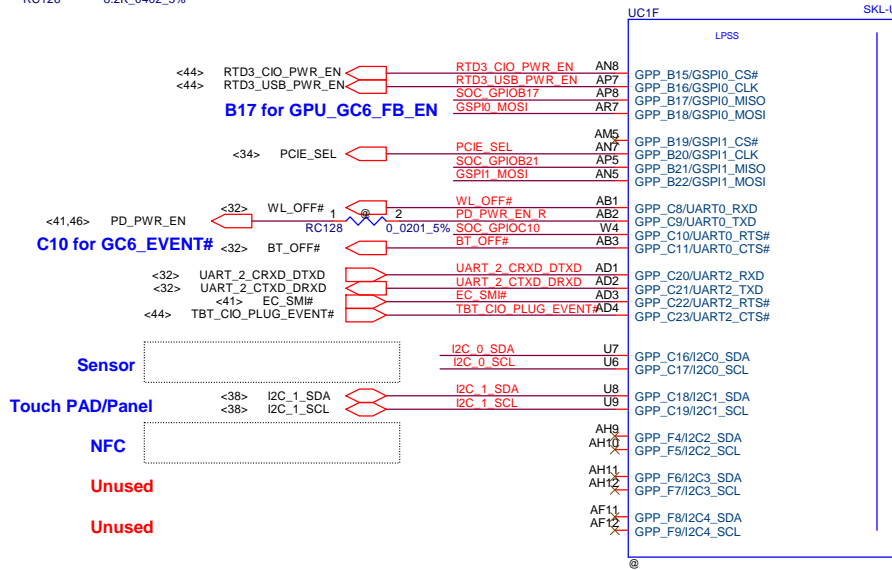 RC126 8.2K_0402_5%
UC1F SKL-U
LPSS
<44> RTD3_CIO_PWR_EN RTD3_CIO_PWR_EN AN8 GPP_B15/GSPI0_CS#
<44> RTD3_USB_PWR_EN RTD3_USB_PWR_EN AP7 GPP_B16/GSPI0_CLK
SOC_GPIOB17 AP8 GPP_B17/GSPI0_MISO
B17 for GPU_GC6_FB_EN GSPI0_MOSI AR7 GPP_B18/GSPI0_MOSI
AM5 GPP_B19/GSPI1_CS#
<34> PCIE_SEL PCIE_SEL AN7 GPP_B20/GSPI1_CLK
SOC_GPIOB21 AP5 GPP_B21/GSPI1_MISO
GSPI1_MOSI AN5 GPP_B22/GSPI1_MOSI
<32> WL_OFF# WL_OFF# AB1 GPP_C8/UART0_RXD
<41,46> PD_PWR_EN 1 @ 2 PD_PWR_EN_R AB2 GPP_C9/UART0_TXD
RC128 0_0201_5% SOC_GPIOC10 W4 GPP_C10/UART0_RTS#
C10 for GC6_EVENT# <32> BT_OFF# BT_OFF# AB3 GPP_C11/UART0_CTS#
<32> UART_2_CRXD_DTXD UART_2_CRXD_DTXD AD1 GPP_C20/UART2_RXD
<32> UART_2_CTXD_DRXD UART_2_CTXD_DRXD AD2 GPP_C21/UART2_TXD
<41> EC_SMI# EC_SMI# AD3 GPP_C22/UART2_RTS#
<44> TBT_CIO_PLUG_EVENT# TBT_CIO_PLUG_EVENT# AD4 GPP_C23/UART2_CTS#
I2C_0_SDA U7 GPP_C16/I2C0_SDA
Sensor I2C_0_SCL U6 GPP_C17/I2C0_SCL
<38> I2C_1_SDA I2C_1_SDA U8 GPP_C18/I2C1_SDA
Touch PAD/Panel <38> I2C_1_SCL I2C_1_SCL U9 GPP_C19/I2C1_SCL
AH9 GPP_F4/I2C2_SDA
NFC AH10 GPP_F5/I2C2_SCL
AH11 GPP_F6/I2C3_SDA
Unused AH12 GPP_F7/I2C3_SCL
AF11 GPP_F8/I2C4_SDA
Unused AF12 GPP_F9/I2C4_SCL
@